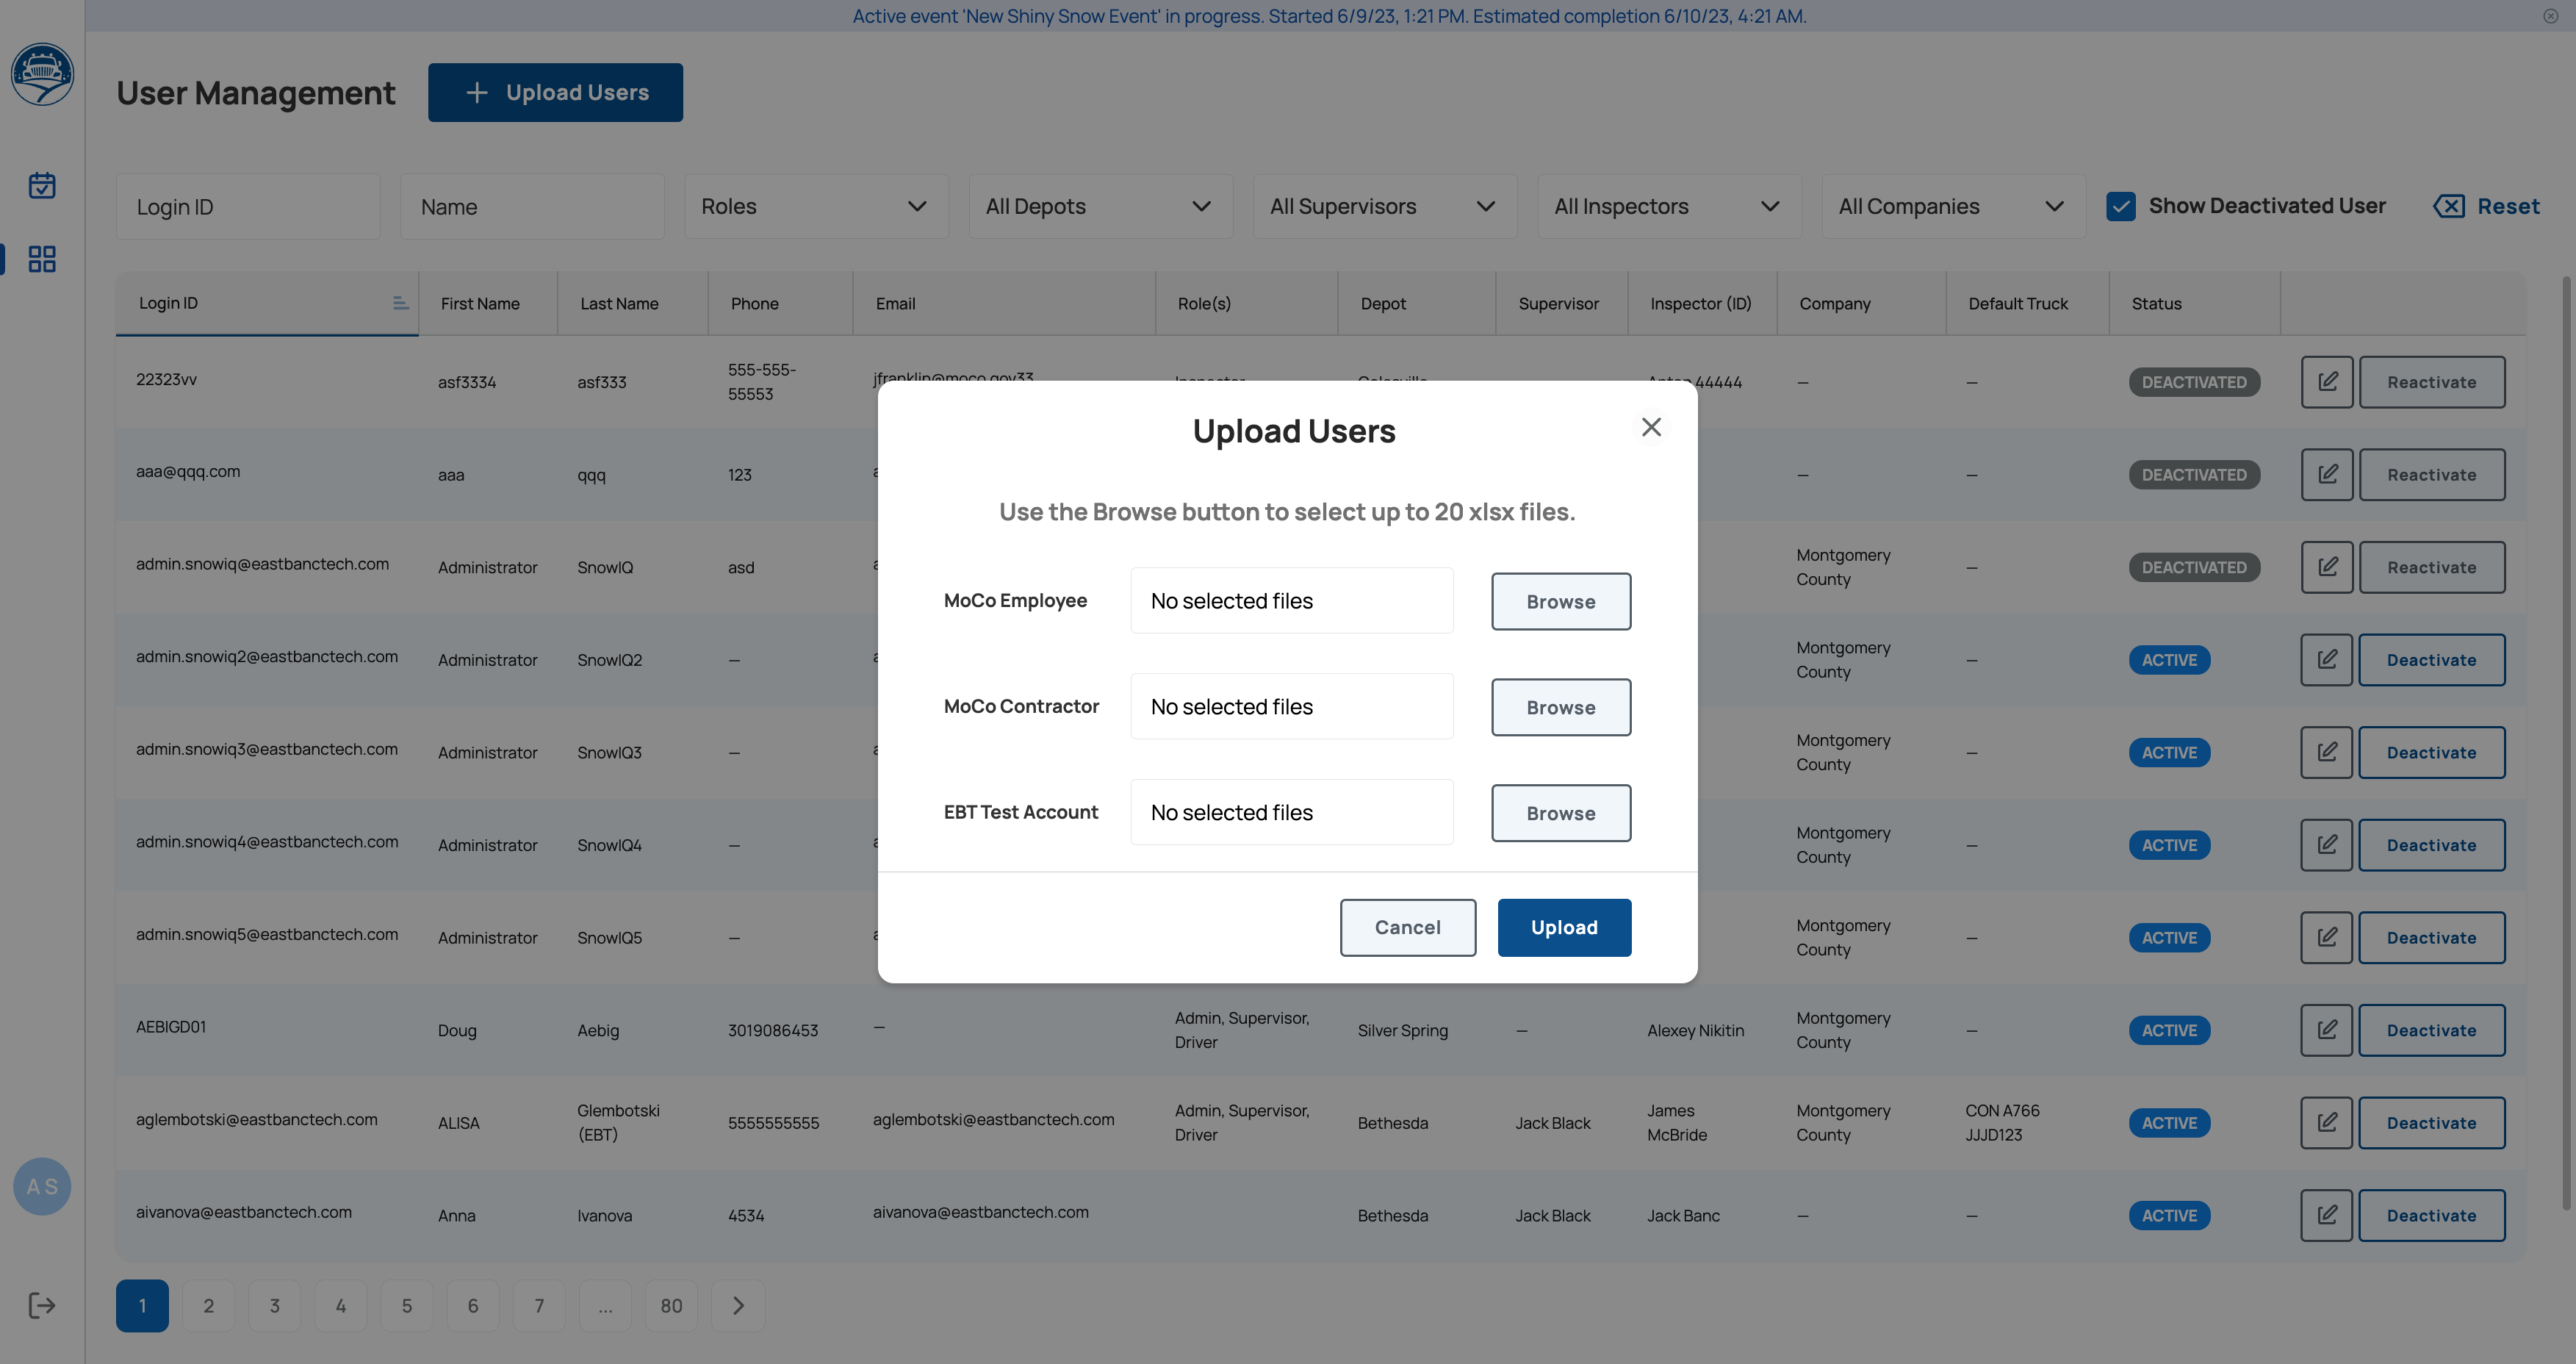 Active event 'New Shiny Snow Event' in progress. Started 6/9/23, 1:21 PM. Estimated completion 6/10/23, 4:21 AM.
User Management
Upload Users
Login ID
Name
Roles
All Depots
All Supervisors
All Inspectors
All Companies
Show Deactivated User
Reset
Login ID First Name Last Name Phone Email Role(s) Depot Supervisor Inspector (ID) Company Default Truck Status
22323vv asf3334 asf333 555-555-55553 jfranklin@moco.gov33 44444 — — DEACTIVATED Reactivate
aaa@qqq.com aaa qqq 123 — — DEACTIVATED Reactivate
admin.snowiq@eastbanctech.com Administrator SnowIQ asd Montgomery County — DEACTIVATED Reactivate
admin.snowiq2@eastbanctech.com Administrator SnowIQ2 — Montgomery County — ACTIVE Deactivate
admin.snowiq3@eastbanctech.com Administrator SnowIQ3 — Montgomery County — ACTIVE Deactivate
admin.snowiq4@eastbanctech.com Administrator SnowIQ4 — Montgomery County — ACTIVE Deactivate
admin.snowiq5@eastbanctech.com Administrator SnowIQ5 — Montgomery County — ACTIVE Deactivate
AEBIGD01 Doug Aebig 3019086453 — Admin, Supervisor, Driver Silver Spring — Alexey Nikitin Montgomery County — ACTIVE Deactivate
aglembotski@eastbanctech.com ALISA Glembotski (EBT) 5555555555 aglembotski@eastbanctech.com Admin, Supervisor, Driver Bethesda Jack Black James McBride Montgomery County CON A766 JJJD123 ACTIVE Deactivate
aivanova@eastbanctech.com Anna Ivanova 4534 aivanova@eastbanctech.com Bethesda Jack Black Jack Banc — — ACTIVE Deactivate
Upload Users
Use the Browse button to select up to 20 xlsx files.
MoCo Employee No selected files Browse
MoCo Contractor No selected files Browse
EBT Test Account No selected files Browse
Cancel Upload
A S
1 2 3 4 5 6 7 ... 80